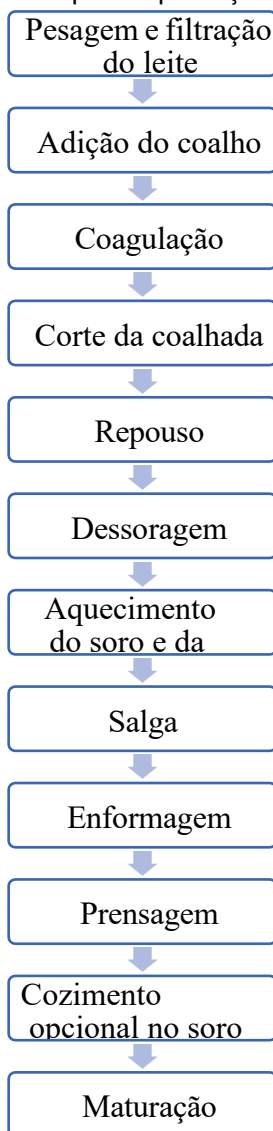 Pesagem e filtração
do leite
Adição do coalho
Coagulação
Corte da coalhada
Repouso
Dessoragem
Aquecimento
do soro e da
Salga
Enformagem
Prensagem
Cozimento
opcional no soro
Maturação